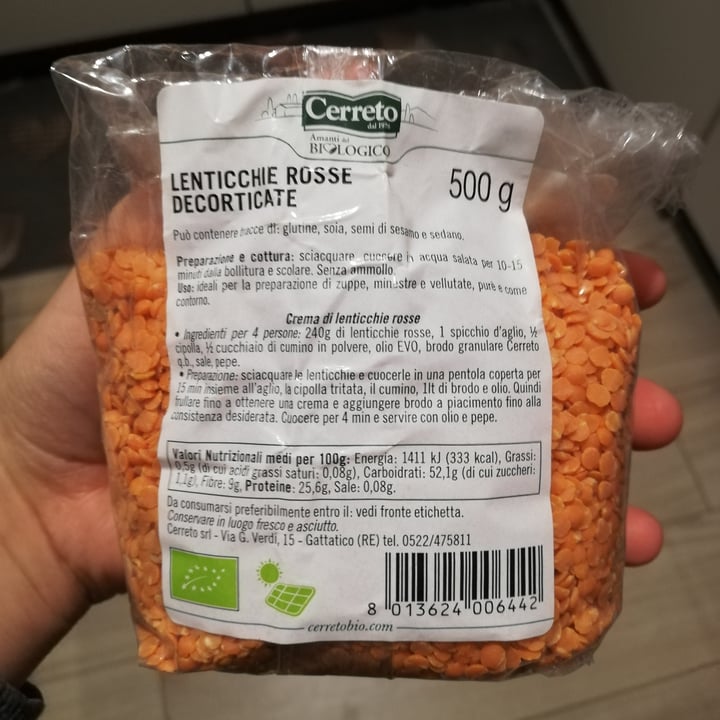 Cerreto
dal 1976
Amanti del
BIOLOGICO
LENTICCHIE ROSSE
DECORTICATE
500 g
Può contenere tracce di: glutine, soia, semi di sesamo e sedano.
Preparazione e cottura: sciacquare, cuocere in acqua salata per 10-15
minuti dalla bollitura e scolare. Senza ammollo.
Uso: ideali per la preparazione di zuppe, minestre e vellutate, purè e come
contorno.
Crema di lenticchie rosse
• Ingredienti per 4 persone: 240g di lenticchie rosse, 1 spicchio d'aglio, ½
cipolla, ½ cucchiaio di cumino in polvere, olio EVO, brodo granulare Cerreto
q.b., sale, pepe.
• Preparazione: sciacquare le lenticchie e cuocerle in una pentola coperta per
15 min insieme all'aglio, la cipolla tritata, il cumino, 1lt di brodo e olio. Quindi
frullare fino a ottenere una crema e aggiungere brodo a piacimento fino alla
consistenza desiderata. Cuocere per 4 min e servire con olio e pepe.
Valori Nutrizionali medi per 100g: Energia: 1411 kJ (333 kcal), Grassi:
0,5g (di cui acidi grassi saturi: 0,08g), Carboidrati: 52,1g (di cui zuccheri:
1,1g), Fibre: 9g, Proteine: 25,6g, Sale: 0,08g.
Da consumarsi preferibilmente entro il: vedi fronte etichetta.
Conservare in luogo fresco e asciutto.
Cerreto srl - Via G. Verdi, 15 - Gattatico (RE) tel. 0522/475811
8 013624 006442
cerretobio.com